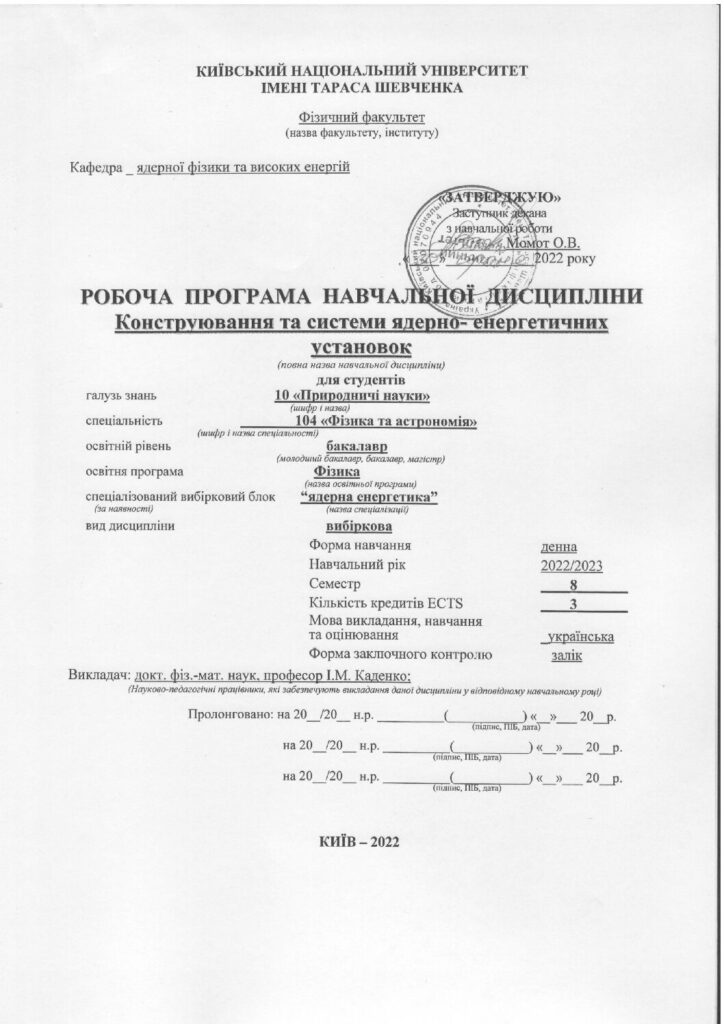 КИЇВСЬКИЙ НАЦІОНАЛЬНИЙ УНІВЕРСИТЕТ
ІМЕНІ ТАРАСА ШЕВЧЕНКА
Фізичний факультет
(назва факультету, інституту)
Кафедра _ ядерної фізики та високих енергій
«ЗАТВЕРДЖУЮ»
Заступник декана
з навчальної роботи
Момот О.В.
«____» 2022 року
РОБОЧА ПРОГРАМА НАВЧАЛЬНОЇ ДИСЦИПЛІНИ
Конструювання та системи ядерно- енергетичних
установок
(повна назва навчальної дисципліни)
для студентів
галузь знань 10 «Природничі науки»
(шифр і назва)
спеціальність 104 «Фізика та астрономія»
(шифр і назва спеціальності)
освітній рівень бакалавр
(молодший бакалавр, бакалавр, магістр)
освітня програма Фізика
(назва освітньої програми)
спеціалізований вибірковий блок “ядерна енергетика”
(за наявності) (назва спеціалізації)
вид дисципліни вибіркова
Форма навчання денна
Навчальний рік 2022/2023
Семестр 8
Кількість кредитів ECTS 3
Мова викладання, навчання
та оцінювання _українська
Форма заключного контролю залік
Викладач: докт. фіз.-мат. наук, професор І.М. Каденко;
(Науково-педагогічні працівники, які забезпечують викладання даної дисципліни у відповідному навчальному році)
Пролонговано: на 20__/20__ н.р. __________(___________) «__»___ 20__р.
(підпис, ПІБ, дата)
на 20__/20__ н.р. __________(___________) «__»___ 20__р.
(підпис, ПІБ, дата)
на 20__/20__ н.р. __________(___________) «__»___ 20__р.
(підпис, ПІБ, дата)
КИЇВ – 2022